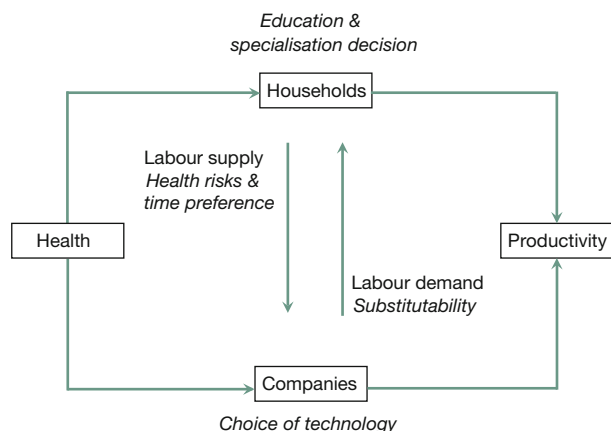 Education &
specialisation decision
Households
Labour supply
Health risks &
time preference
Health
Productivity
Labour demand
Substitutability
Companies
Choice of technology